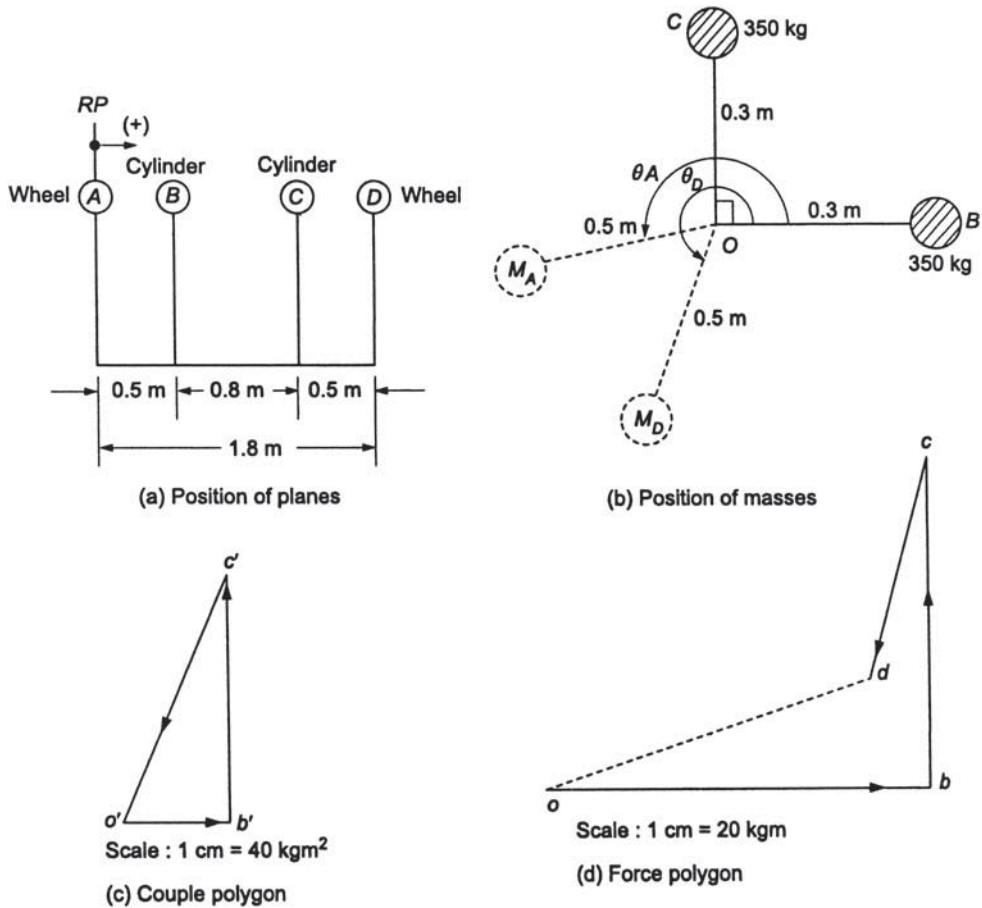 RP
(+)
Cylinder
Cylinder
Wheel
A
B
C
D
Wheel
0.5 m
0.8 m
0.5 m
1.8 m
(a) Position of planes
C
350 kg
0.3 m
θA
θD
0.5 m
0.3 m
B
O
350 kg
MA
0.5 m
MD
(b) Position of masses
c'
o'
b'
Scale : 1 cm = 40 kgm²
(c) Couple polygon
c
d
o
b
Scale : 1 cm = 20 kgm
(d) Force polygon